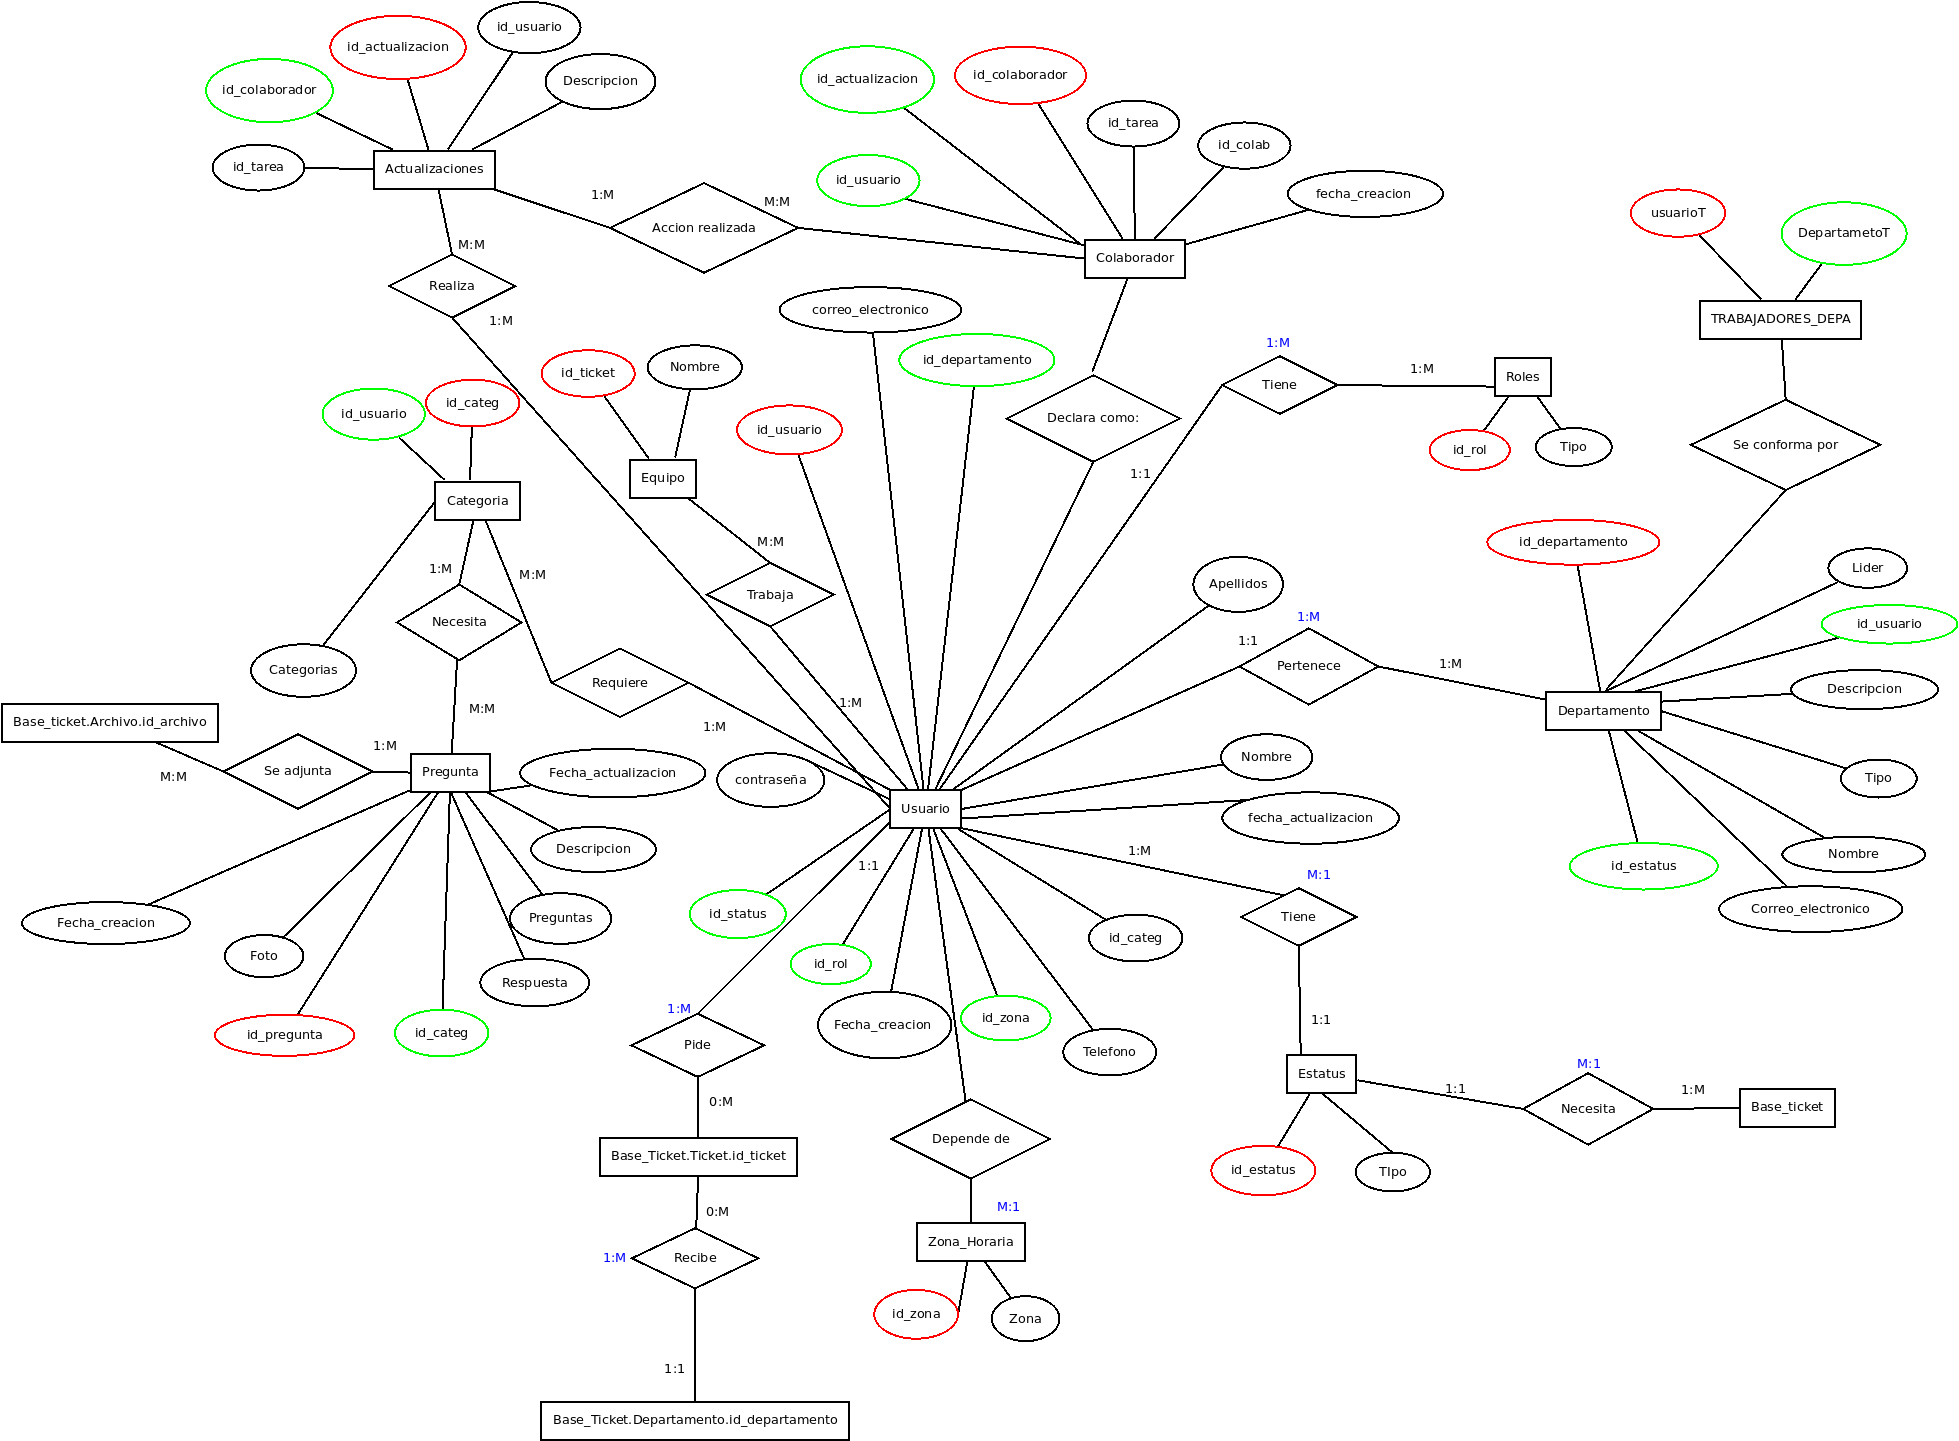 id_usuario
id_actualizacion
id_colaborador
Descripcion
id_tarea
Actualizaciones
1:M
M:M
Accion realizada
M:M
Realiza
1:M
id_actualizacion
id_colaborador
id_tarea
id_colab
id_usuario
fecha_creacion
Colaborador
usuarioT
DepartametoT
TRABAJADORES_DEPA
correo_electronico
id_departamento
1:M
Tiene
1:M
Roles
id_rol
Tipo
Declara como:
1:1
Se conforma por
id_ticket
Nombre
id_usuario
id_usuario
id_categ
Equipo
Categoria
M:M
Trabaja
1:M
1:M
M:M
Necesita
Categorias
Requiere
M:M
1:M
id_departamento
Lider
Apellidos
1:M
id_usuario
1:1
Pertenece
1:M
Descripcion
Departamento
Base_ticket.Archivo.id_archivo
1:M
Se adjunta
M:M
Pregunta
Fecha_actualizacion
contraseña
Nombre
Tipo
Usuario
fecha_actualizacion
Descripcion
1:M
Nombre
1:1
id_estatus
M:1
Fecha_creacion
Preguntas
id_status
Tiene
Correo_electronico
Foto
id_rol
id_categ
Respuesta
1:M
Fecha_creacion
id_zona
1:1
id_pregunta
id_categ
Pide
Telefono
Estatus
M:1
1:1
1:M
Necesita
Base_ticket
0:M
Depende de
Base_Ticket.Ticket.id_ticket
id_estatus
TIpo
0:M
M:1
1:M
Recibe
Zona_Horaria
id_zona
Zona
1:1
Base_Ticket.Departamento.id_departamento